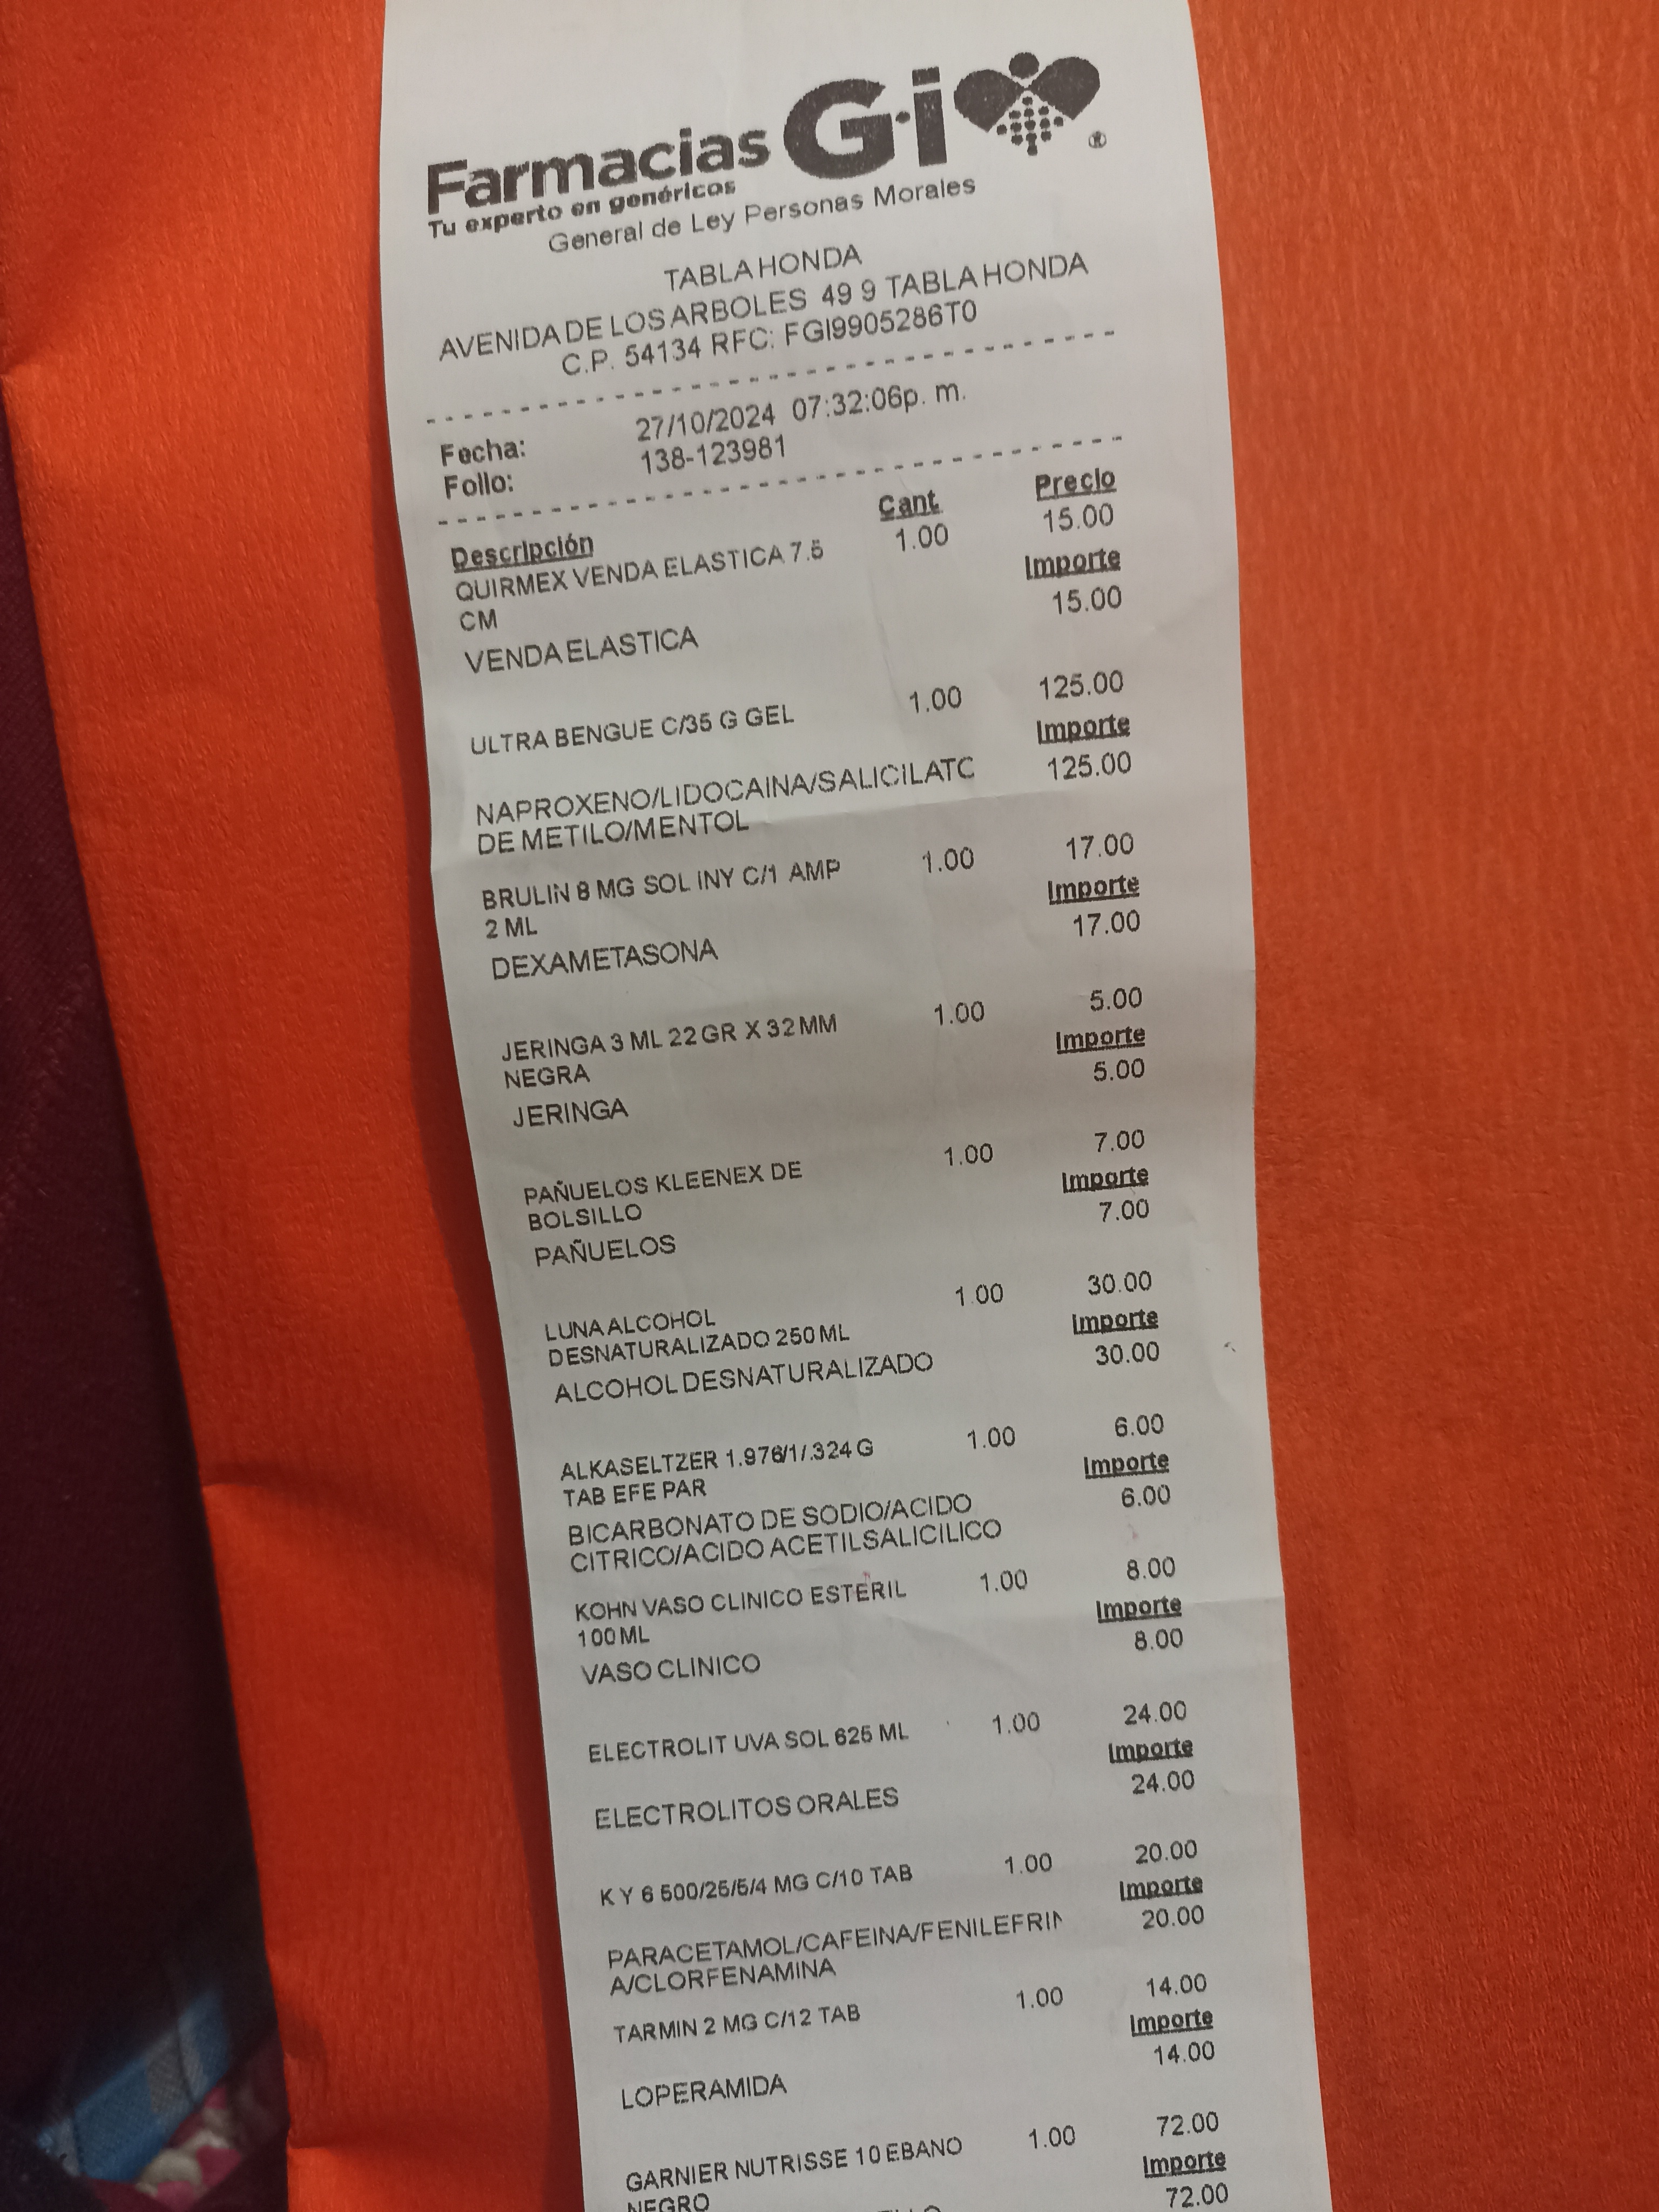 Farmacias G·i
Tu experto en genéricos
General de Ley Personas Morales
TABLA HONDA
AVENIDA DE LOS ARBOLES 49 9 TABLA HONDA
C.P. 54134 RFC: FGI9905286T0
Fecha: 27/10/2024 07:32:06p. m.
Folio: 138-123981
Descripción Cant. Precio
QUIRMEX VENDA ELASTICA 7.5 1.00 15.00
CM Importe
VENDA ELASTICA 15.00
ULTRA BENGUE C/35 G GEL 1.00 125.00
Importe
NAPROXENO/LIDOCAINA/SALICILATO 125.00
DE METILO/MENTOL
BRULIN 8 MG SOL INY C/1 AMP 1.00 17.00
2 ML Importe
DEXAMETASONA 17.00
JERINGA 3 ML 22 GR X 32 MM 1.00 5.00
NEGRA Importe
JERINGA 5.00
PAÑUELOS KLEENEX DE 1.00 7.00
BOLSILLO Importe
PAÑUELOS 7.00
LUNA ALCOHOL 1.00 30.00
DESNATURALIZADO 250 ML Importe
ALCOHOL DESNATURALIZADO 30.00
ALKASELTZER 1.976/1/.324 G 1.00 6.00
TAB EFE PAR Importe
BICARBONATO DE SODIO/ACIDO 6.00
CITRICO/ACIDO ACETILSALICILICO
KOHN VASO CLINICO ESTERIL 1.00 8.00
100 ML Importe
VASO CLINICO 8.00
ELECTROLIT UVA SOL 625 ML 1.00 24.00
Importe
ELECTROLITOS ORALES 24.00
K Y 6 500/25/5/4 MG C/10 TAB 1.00 20.00
Importe
PARACETAMOL/CAFEINA/FENILEFRIN 20.00
A/CLORFENAMINA
TARMIN 2 MG C/12 TAB 1.00 14.00
Importe
LOPERAMIDA 14.00
GARNIER NUTRISSE 10 EBANO 1.00 72.00
NEGRO Importe
72.00